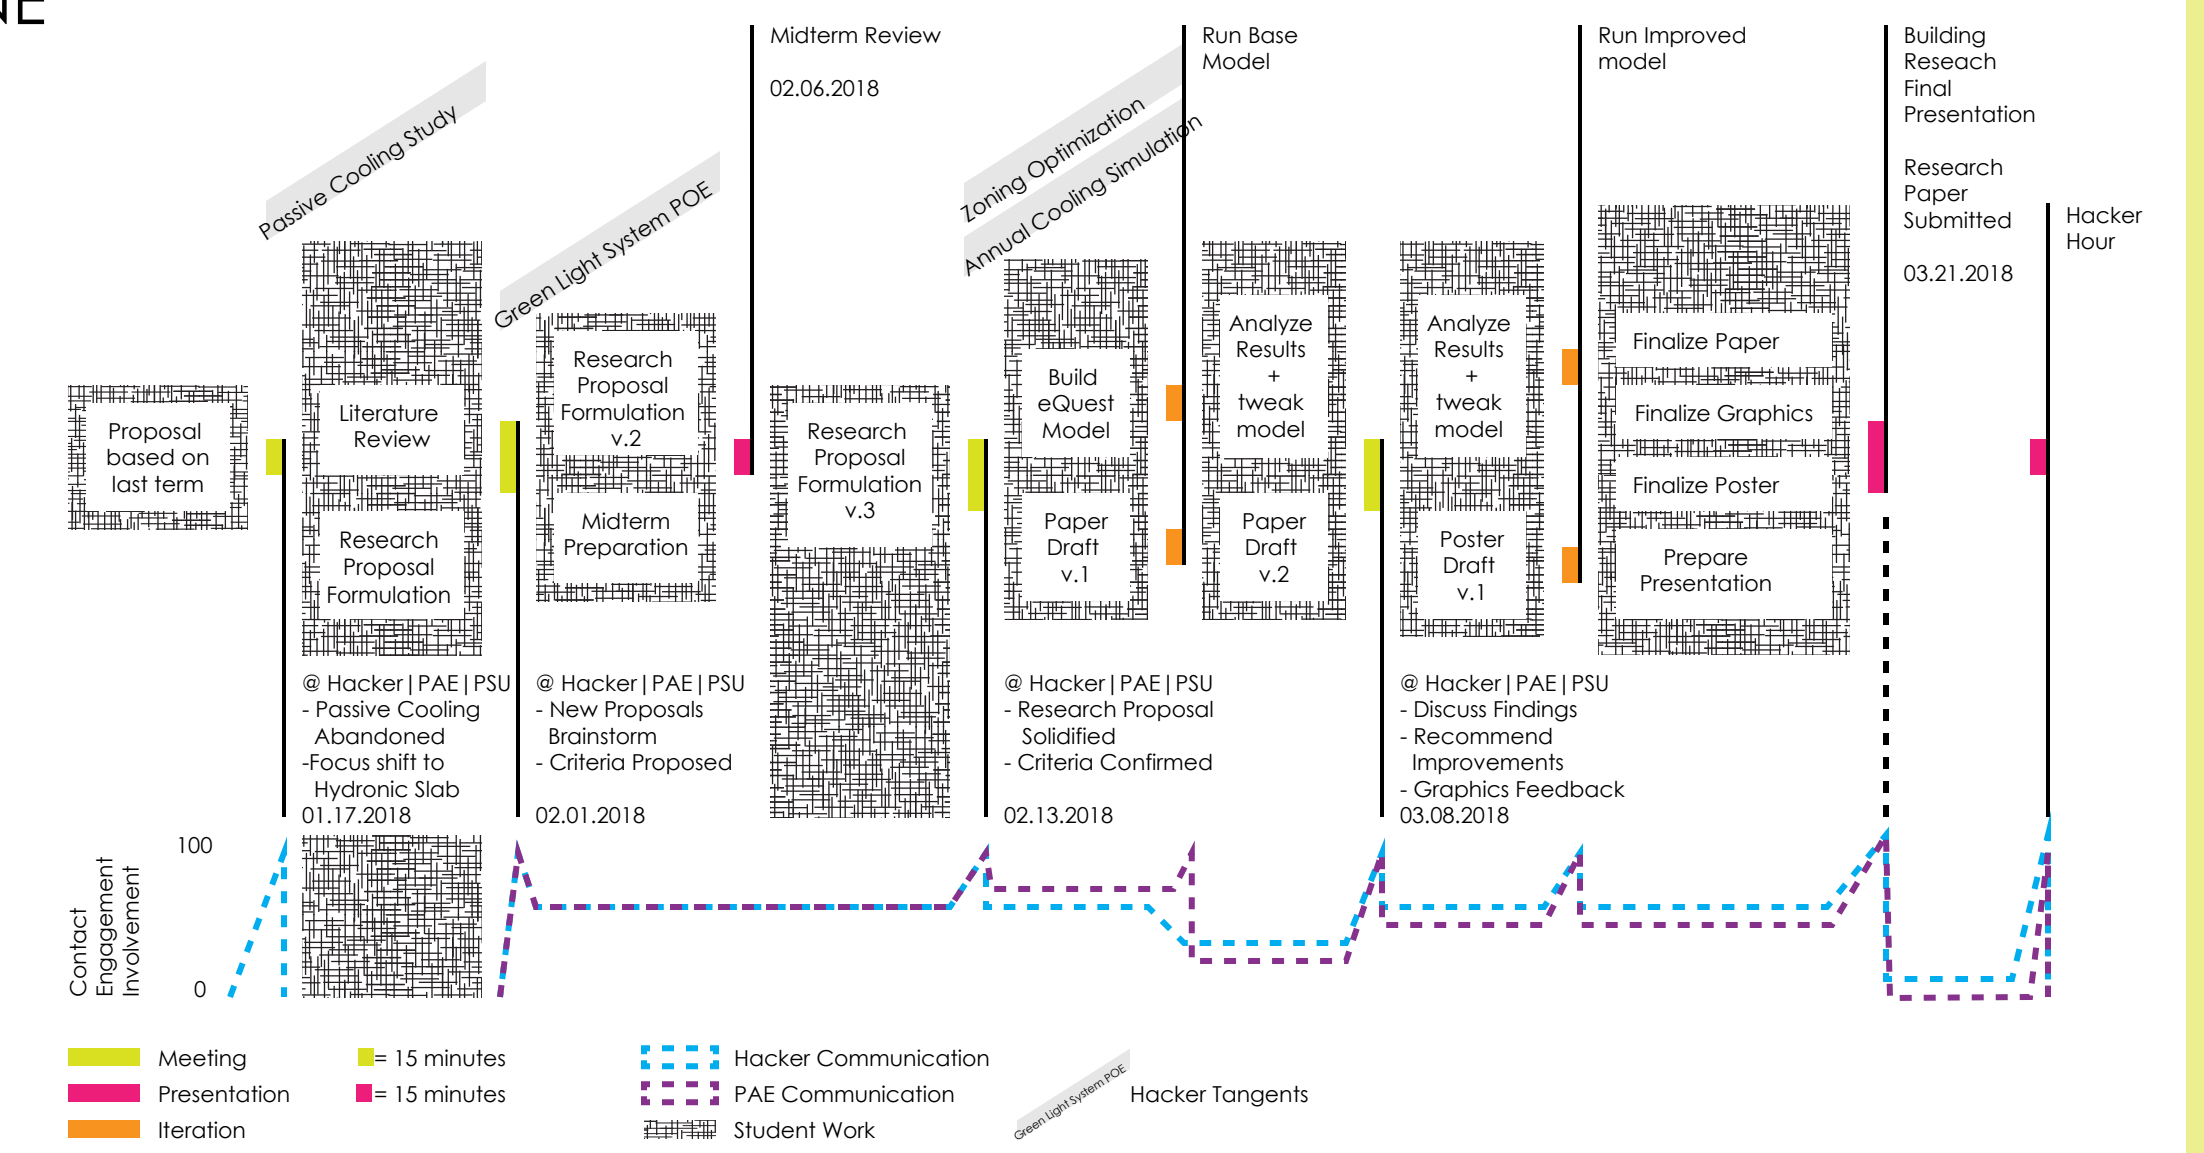 NE
Midterm Review
02.06.2018
Run Base
Model
Run Improved
model
Building
Reseach
Final
Presentation
Research
Paper
Submitted
03.21.2018
Hacker
Hour
Passive Cooling Study
Green Light System POE
Zoning Optimization
Annual Cooling Simulation
Proposal
based on
last term
Literature
Review
Research
Proposal
Formulation
Research
Proposal
Formulation
v.2
Midterm
Preparation
Research
Proposal
Formulation
v.3
Build
eQuest
Model
Paper
Draft
v.1
Analyze
Results
+
tweak
model
Paper
Draft
v.2
Analyze
Results
+
tweak
model
Poster
Draft
v.1
Finalize Paper
Finalize Graphics
Finalize Poster
Prepare
Presentation
@ Hacker|PAE|PSU
- Passive Cooling
Abandoned
-Focus shift to
Hydronic Slab
01.17.2018
@ Hacker|PAE|PSU
- New Proposals
Brainstorm
- Criteria Proposed
02.01.2018
@ Hacker|PAE|PSU
- Research Proposal
Solidified
- Criteria Confirmed
02.13.2018
@ Hacker|PAE|PSU
- Discuss Findings
- Recommend
Improvements
- Graphics Feedback
03.08.2018
Contact
Engagement
Involvement
100
0
Meeting
= 15 minutes
Hacker Communication
Presentation
= 15 minutes
PAE Communication
Green Light System POE
Hacker Tangents
Iteration
Student Work